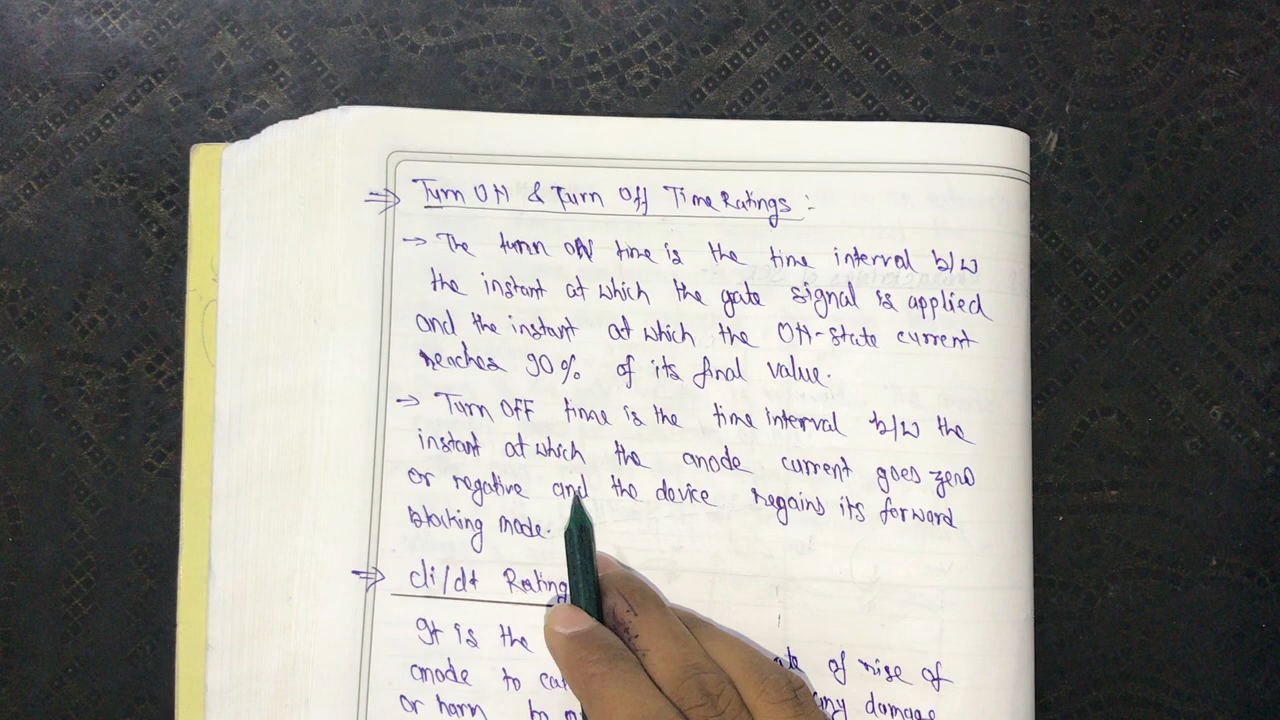 ⇒ Turn ON & Turn Off Time Ratings :-
→ The turn ON time is the time interval b/w
the instant at which the gate signal is applied
and the instant at which the ON-state current
reaches 90% of its final value.
→ Turn OFF time is the time interval b/w the
instant at which the anode current goes zero
or negative and the device regains its forward
blocking mode.
⇒ di/dt Rating
It is the of rise of
anode to any damage
or harm to